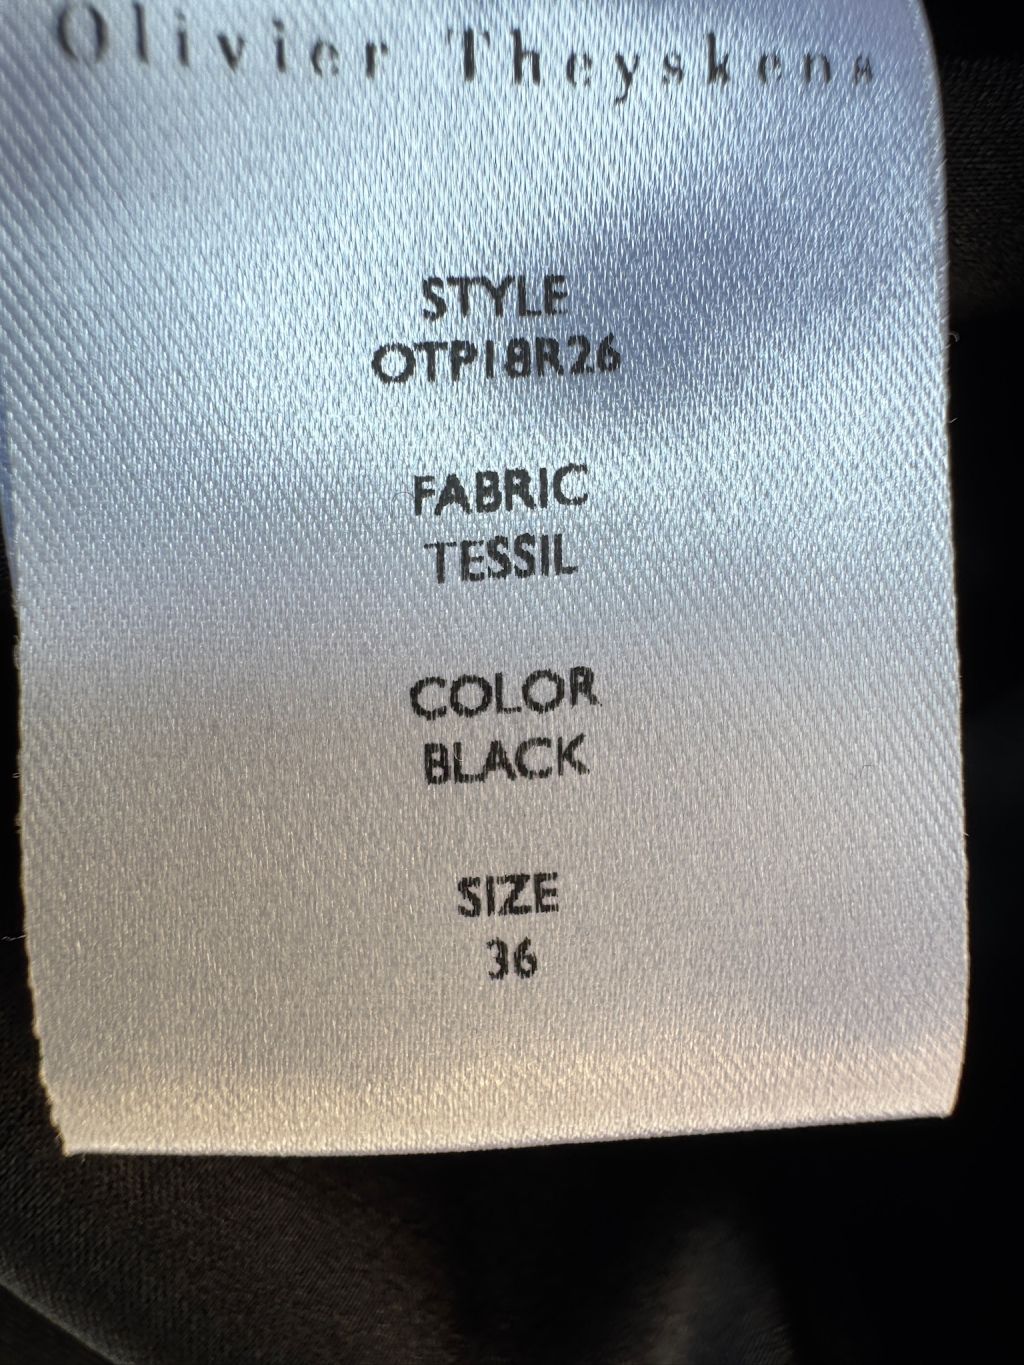 Olivier Theyskens
STYLE
OTP18R26
FABRIC
TESSIL
COLOR
BLACK
SIZE
36